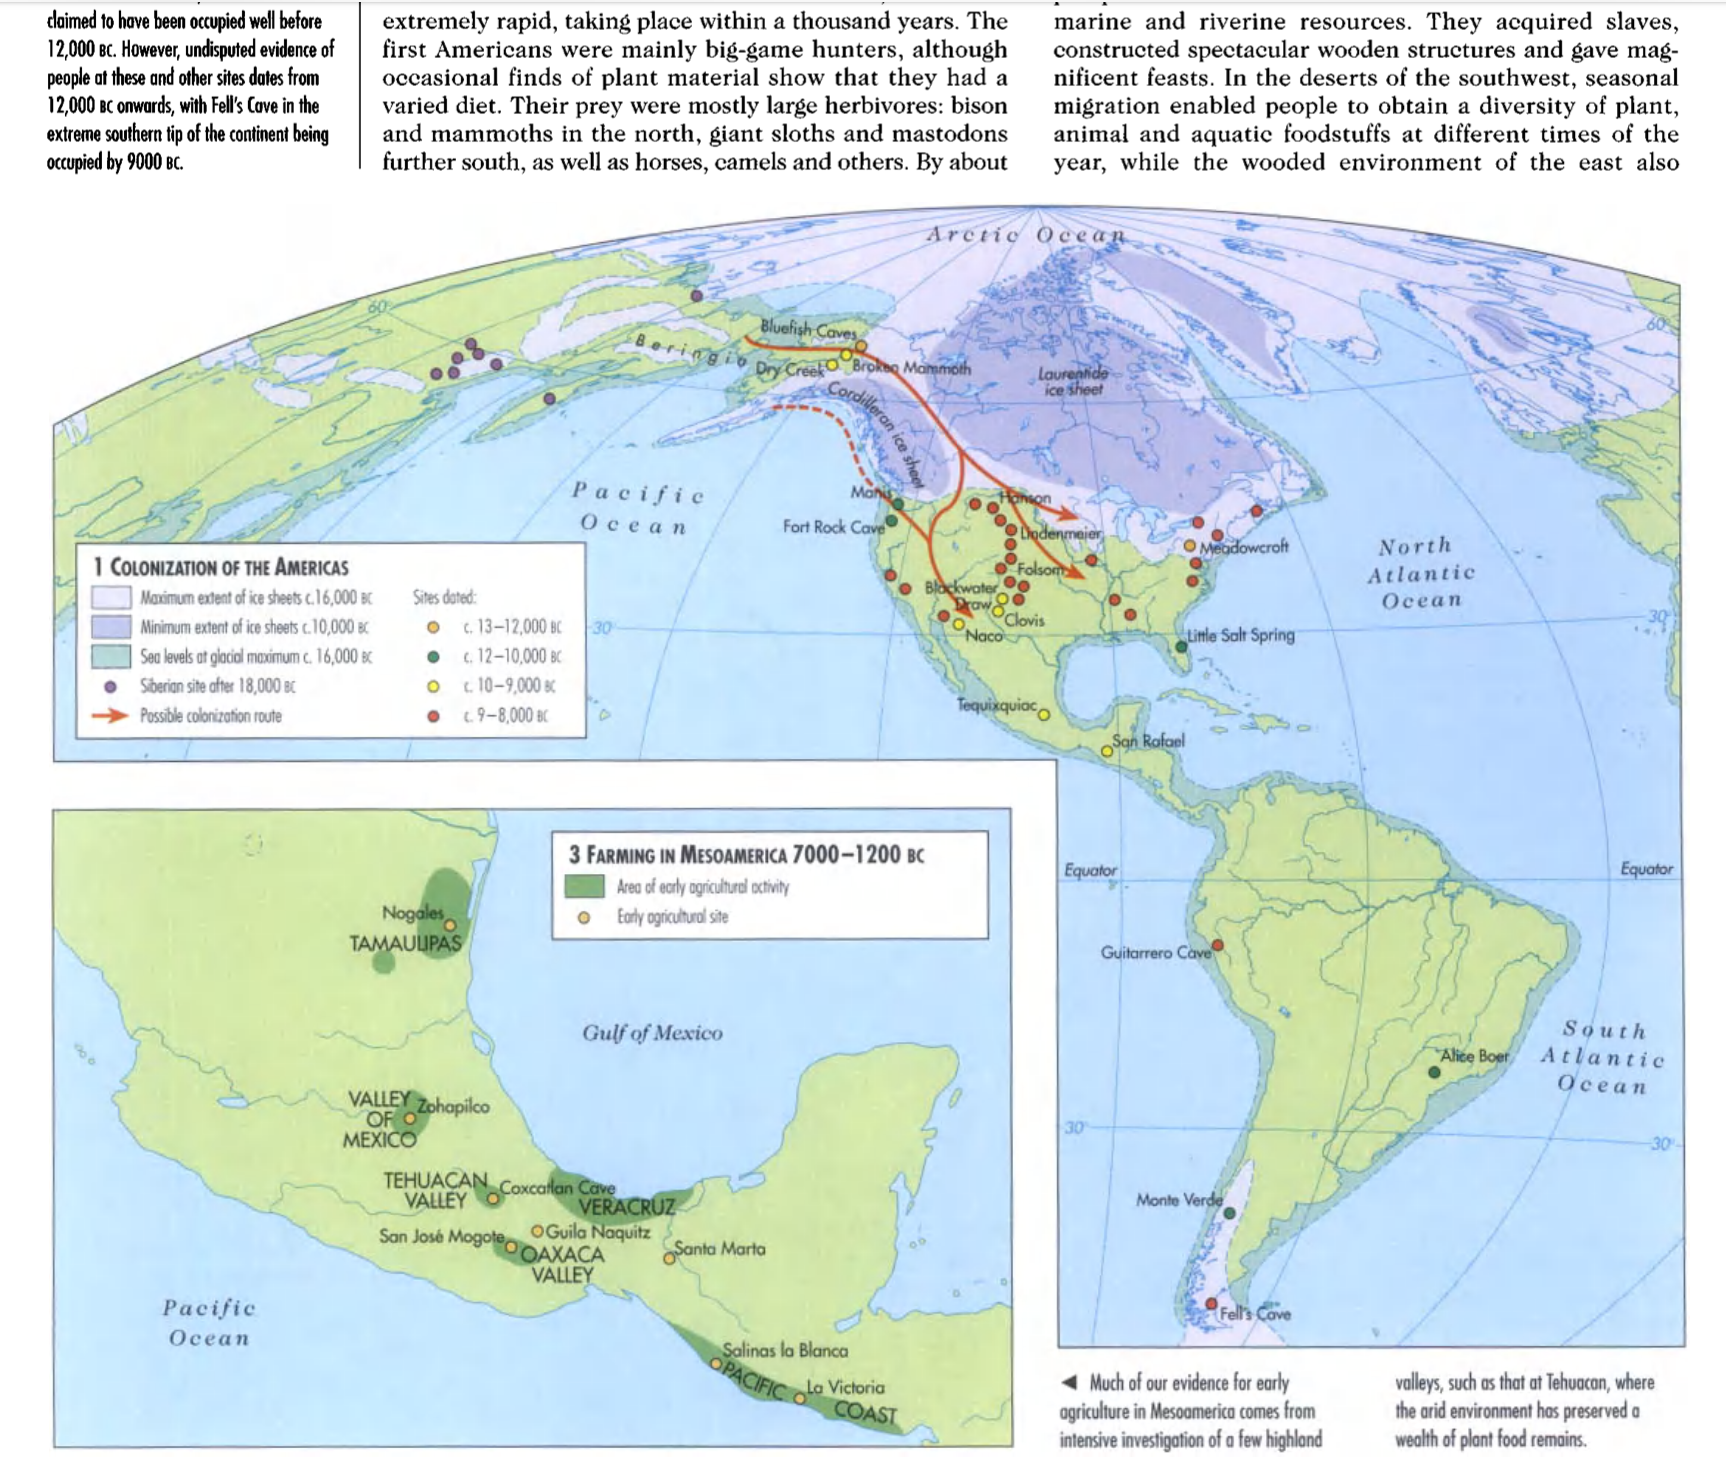 claimed to have been occupied well before
12,000 BC. However, undisputed evidence of
people at these and other sites dates from
12,000 BC onwards, with Fell's Cave in the
extreme southern tip of the continent being
occupied by 9000 BC.
extremely rapid, taking place within a thousand years. The
first Americans were mainly big-game hunters, although
occasional finds of plant material show that they had a
varied diet. Their prey were mostly large herbivores: bison
and mammoths in the north, giant sloths and mastodons
further south, as well as horses, camels and others. By about
marine and riverine resources. They acquired slaves,
constructed spectacular wooden structures and gave mag-
nificent feasts. In the deserts of the southwest, seasonal
migration enabled people to obtain a diversity of plant,
animal and aquatic foodstuffs at different times of the
year, while the wooded environment of the east also
Arctic Ocean
60
60
Bluefish Caves
Beringia
Dry Creek
Broken Mammoth
Laurentide
ice sheet
Cordilleran ice sheet
Pacific
Ocean
Manis
Hanson
Fort Rock Cave
Lindenmeier
Meadowcroft
North
Atlantic
Ocean
Folsom
Blackwater
Draw
Clovis
Naco
30
30
Little Salt Spring
Tequixquiac
San Rafael
1 COLONIZATION OF THE AMERICAS
Maximum extent of ice sheets c.16,000 BC
Minimum extent of ice sheets c.10,000 BC
Sea levels at glacial maximum c. 16,000 BC
Siberian site after 18,000 BC
Possible colonization route
Sites dated:
c. 13–12,000 BC
c. 12–10,000 BC
c. 10–9,000 BC
c. 9–8,000 BC
Equator
Equator
Guitarrero Cave
South
Atlantic
Ocean
Alice Boer
30
30
Monte Verde
Fell's Cave
3 FARMING IN MESOAMERICA 7000–1200 BC
Area of early agricultural activity
Early agricultural site
Nogales
TAMAULIPAS
Gulf of Mexico
VALLEY
OF
MEXICO
Zohapilco
TEHUACAN
VALLEY
Coxcatlan Cave
VERACRUZ
San José Mogote
Guila Naquitz
OAXACA
VALLEY
Santa Marta
Pacific
Ocean
Salinas la Blanca
PACIFIC
La Victoria
COAST
◄ Much of our evidence for early
agriculture in Mesoamerica comes from
intensive investigation of a few highland
valleys, such as that at Tehuacan, where
the arid environment has preserved a
wealth of plant food remains.